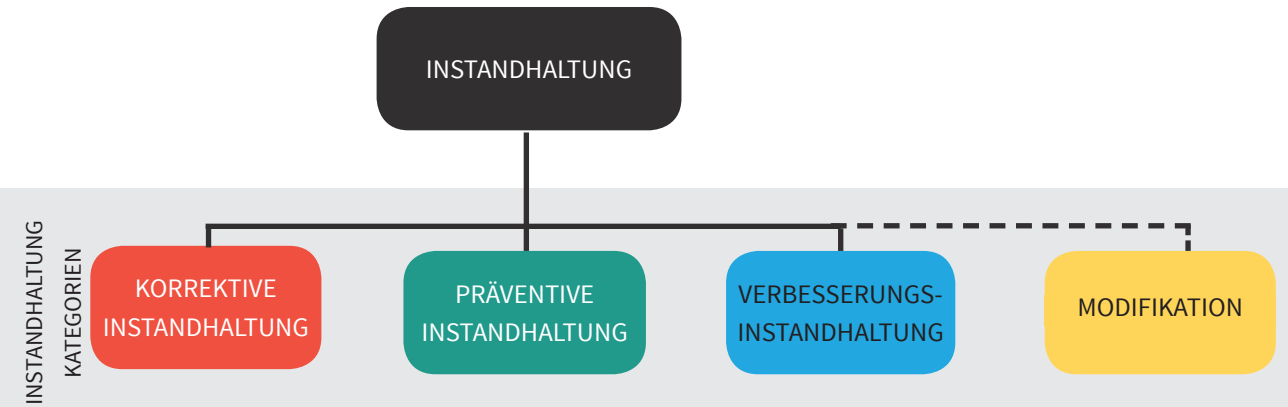 INSTANDHALTUNG
INSTANDHALTUNG
KATEGORIEN
KORREKTIVE
INSTANDHALTUNG
PRÄVENTIVE
INSTANDHALTUNG
VERBESSERUNGS-
INSTANDHALTUNG
MODIFIKATION